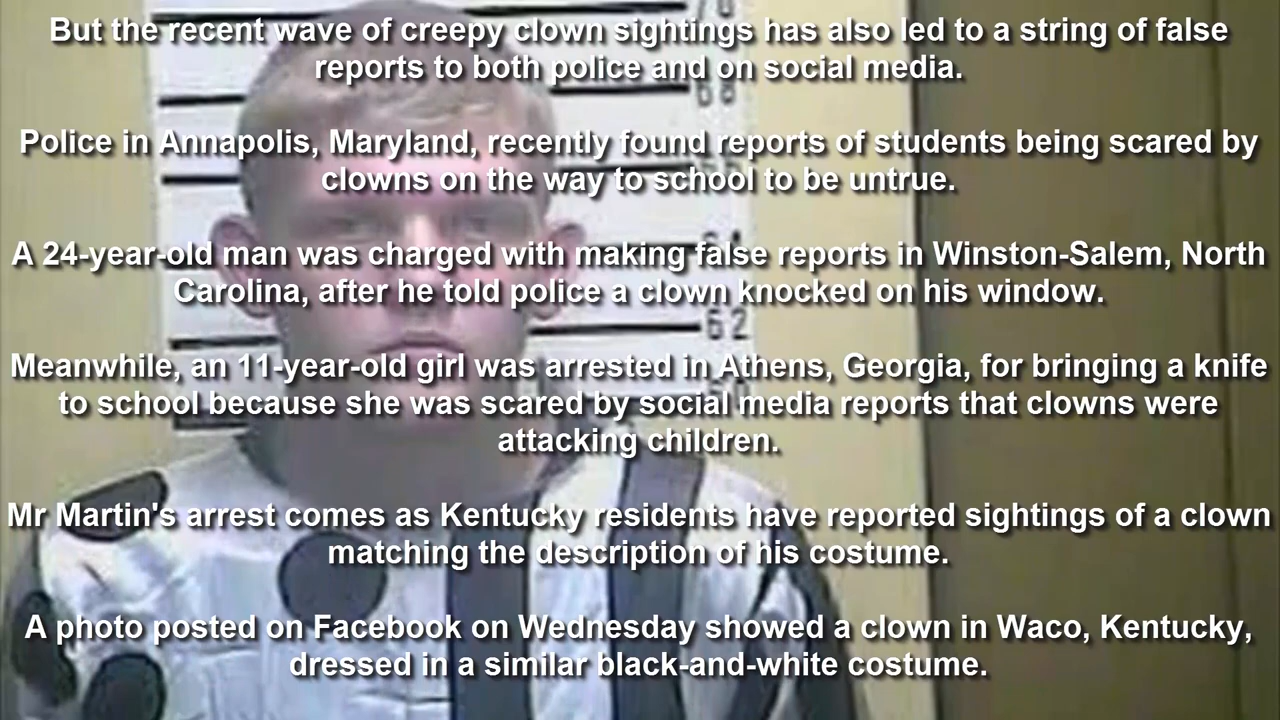 But the recent wave of creepy clown sightings has also led to a string of false
reports to both police and on social media.
Police in Annapolis, Maryland, recently found reports of students being scared by
clowns on the way to school to be untrue.
A 24-year-old man was charged with making false reports in Winston-Salem, North
Carolina, after he told police a clown knocked on his window.
Meanwhile, an 11-year-old girl was arrested in Athens, Georgia, for bringing a knife
to school because she was scared by social media reports that clowns were
attacking children.
Mr Martin's arrest comes as Kentucky residents have reported sightings of a clown
matching the description of his costume.
A photo posted on Facebook on Wednesday showed a clown in Waco, Kentucky,
dressed in a similar black-and-white costume.
68
62